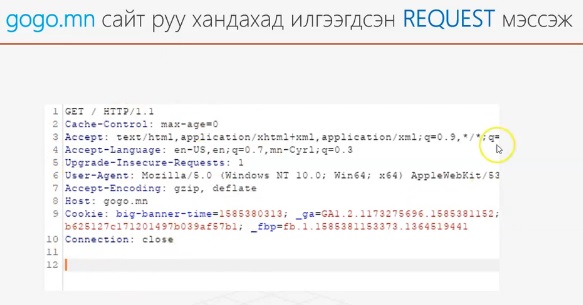 gogo.mn сайт руу хандахад илгээгдсэн REQUEST мэссэж
1 GET / HTTP/1.1
2 Cache-Control: max-age=0
3 Accept: text/html,application/xhtml+xml,application/xml;q=0.9,*/*;q=
4 Accept-Language: en-US,en;q=0.7,mn-Cyrl;q=0.3
5 Upgrade-Insecure-Requests: 1
6 User-Agent: Mozilla/5.0 (Windows NT 10.0; Win64; x64) AppleWebKit/53
7 Accept-Encoding: gzip, deflate
8 Host: gogo.mn
9 Cookie: big-banner-time=1585380313; _ga=GA1.2.1173275696.1585381152;
b625127c171201497b039af57b1; _fbp=fb.1.1585381153373.1364519441
10 Connection: close
11
12